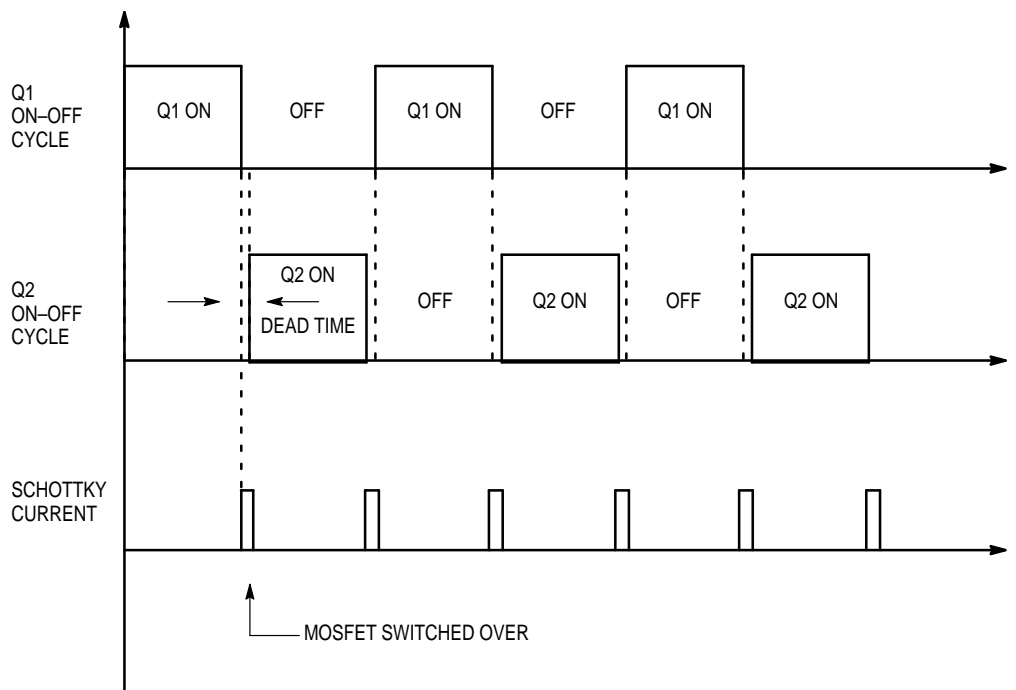 Q1
ON–OFF
CYCLE
Q1 ON
OFF
Q1 ON
OFF
Q1 ON
Q2
ON–OFF
CYCLE
Q2 ON
DEAD TIME
OFF
Q2 ON
OFF
Q2 ON
SCHOTTKY
CURRENT
MOSFET SWITCHED OVER